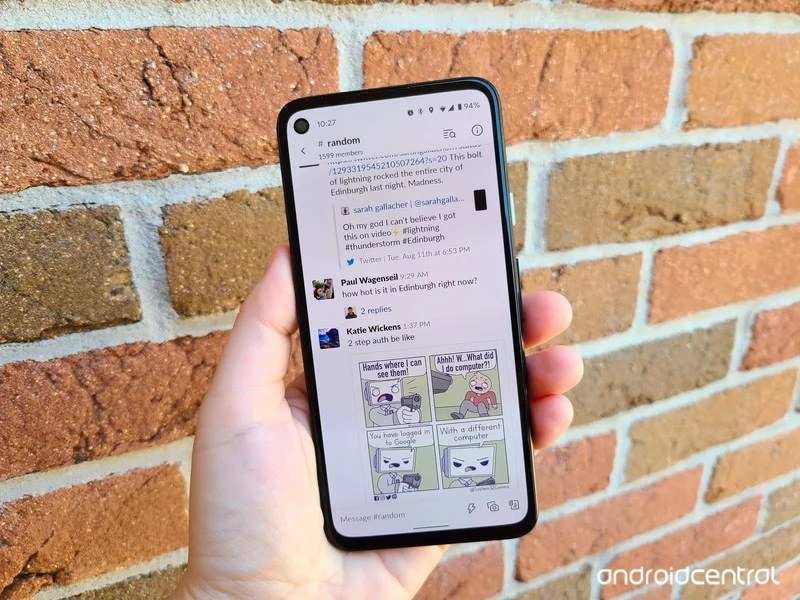 10:27
94%
# random
1599 members
/1293319545210507264?s=20 This bolt
of lightning rocked the entire city of
Edinburgh last night. Madness.
sarah gallacher | @sarahgalla...
Oh my god I can't believe I got
this on video⚡ #lightning
#thunderstorm #Edinburgh
Twitter | Tue, Aug 11th at 6:53 PM
Paul Wagenseil 9:29 AM
how hot is it in Edinburgh right now?
2 replies
Katie Wickens 1:37 PM
2 step auth be like
Hands where I can
see them!
Ahhh! W...What did
I do computer?!
You have logged in
to Google
With a different
computer
Message #random
androidcentral